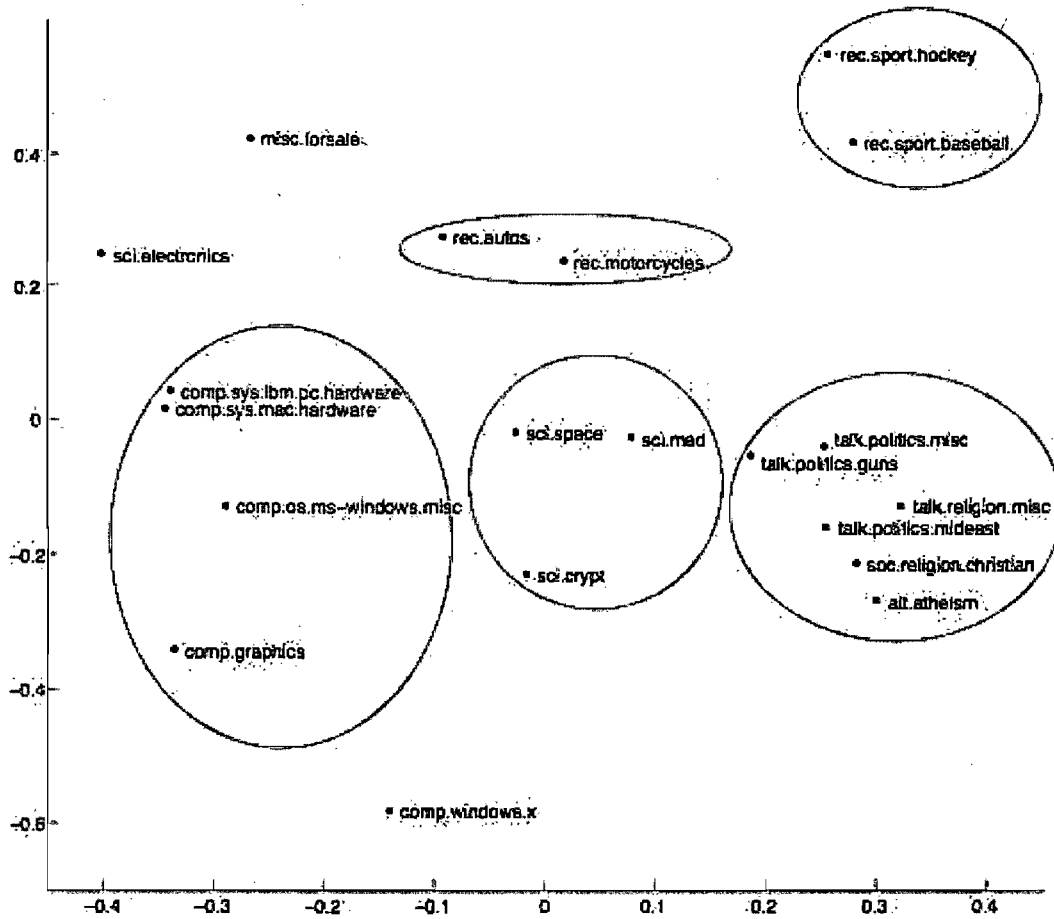 rec.sport.hockey
misc.forsale
0.4
rec.sport.baseball
rec.autos
sci.electronics
rec.motorcycles
0.2
comp.sys.ibm.pc.hardware
comp.sys.mac.hardware
0
sci.space
sci.med
talk.politics.misc
talk.politics.guns
comp.os.ms-windows.misc
talk.religion.misc
talk.politics.mideast
-0.2
sci.crypt
soc.religion.christian
alt.atheism
comp.graphics
-0.4
comp.windows.x
-0.6
-0.4 -0.3 -0.2 -0.1 0 0.1 0.2 0.3 0.4